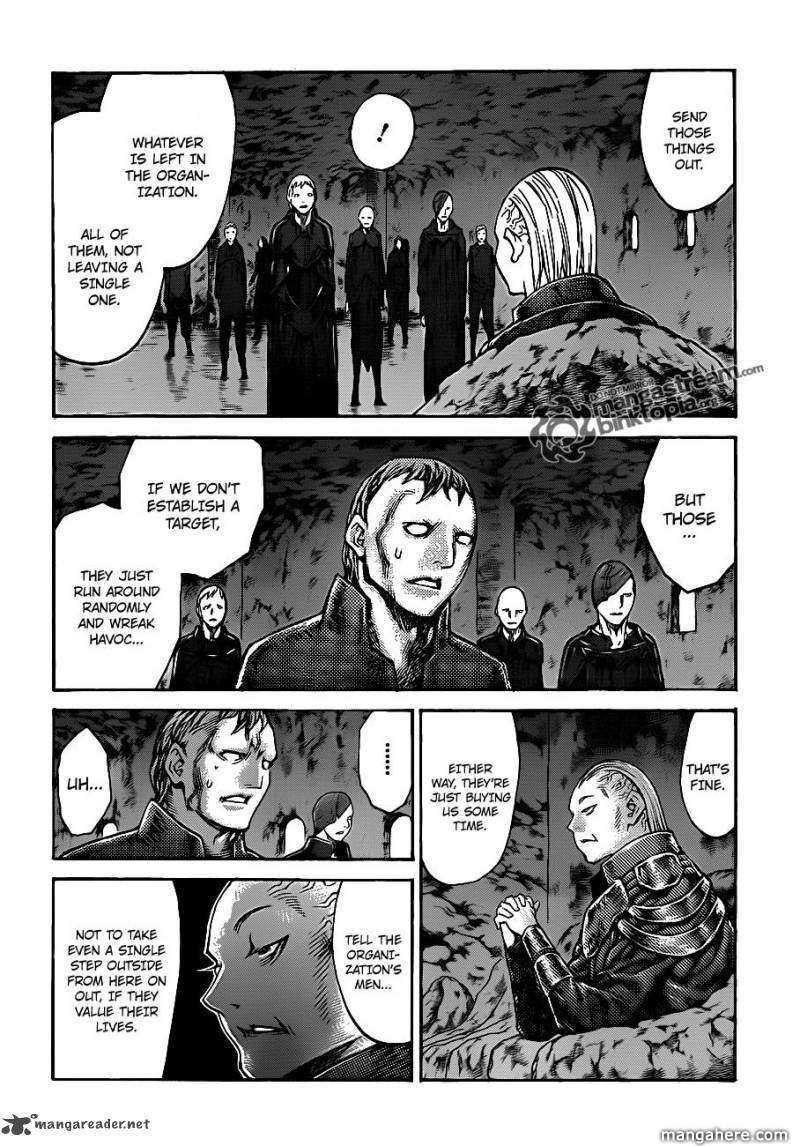 SEND
THOSE
THINGS
OUT.
!
WHATEVER
IS LEFT IN
THE ORGAN-
IZATION.
ALL OF
THEM, NOT
LEAVING A
SINGLE
ONE.
DO NOT MIRROR
mangastream.com
binktopia
BUT
THOSE
...
IF WE DON'T
ESTABLISH A
TARGET,
THEY JUST
RUN AROUND
RANDOMLY
AND WREAK
HAVOC...
THAT'S
FINE.
EITHER
WAY, THEY'RE
JUST BUYING
US SOME
TIME.
......
UH...
TELL THE
ORGANI-
ZATION'S
MEN...
NOT TO TAKE
EVEN A SINGLE
STEP OUTSIDE
FROM HERE ON
OUT, IF THEY
VALUE THEIR
LIVES.
mangareader.net
mangahere.com